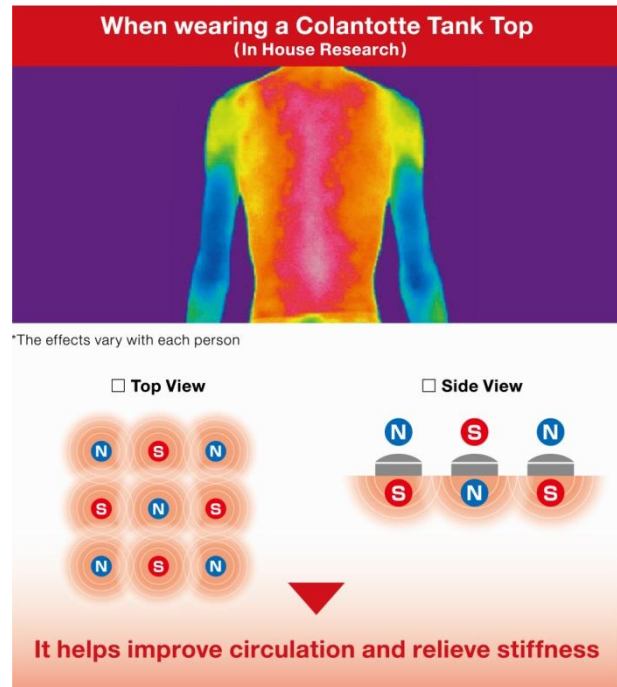 When wearing a Colantotte Tank Top
(In House Research)
*The effects vary with each person
□ Top View
□ Side View
N S N
N S N
S N S
S N S
N S N
It helps improve circulation and relieve stiffness